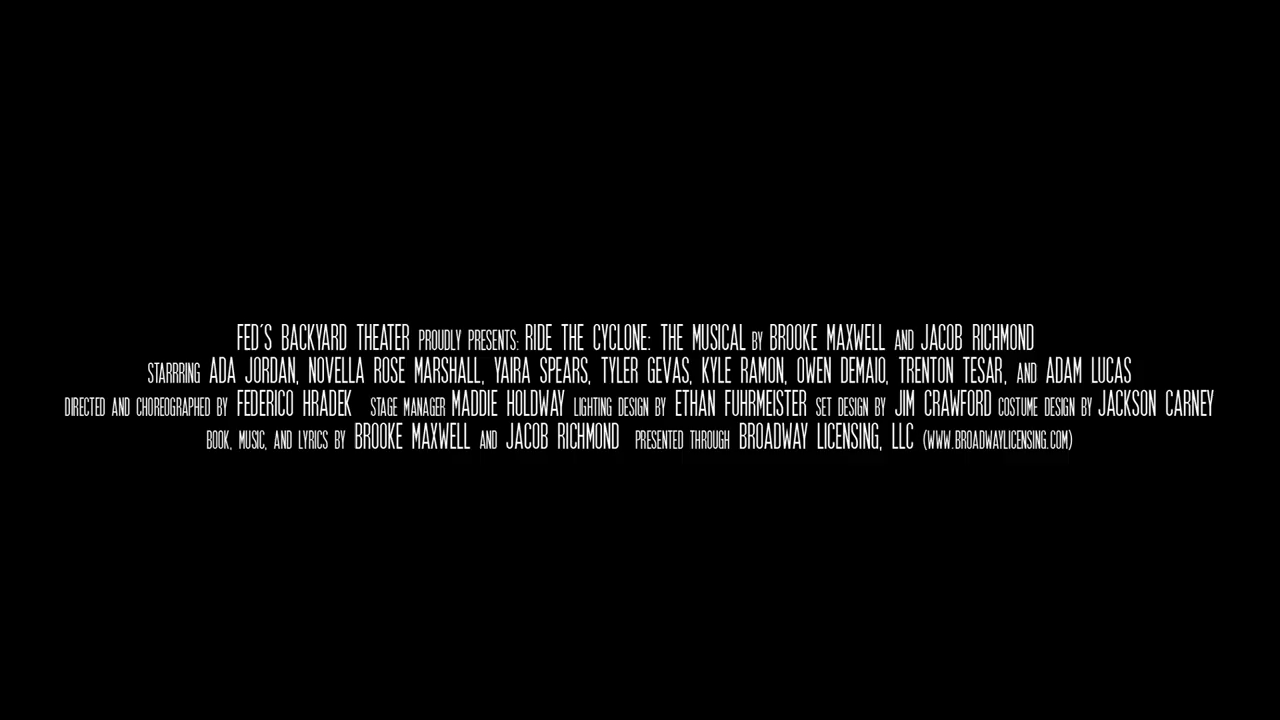 FED'S BACKYARD THEATER PROUDLY PRESENTS: RIDE THE CYCLONE: THE MUSICAL BY BROOKE MAXWELL AND JACOB RICHMOND
STARRRING ADA JORDAN, NOVELLA ROSE MARSHALL, YAIRA SPEARS, TYLER GEVAS, KYLE RAMON, OWEN DEMAIO, TRENTON TESAR, AND ADAM LUCAS
DIRECTED AND CHOREOGRAPHED BY FEDERICO HRADEK STAGE MANAGER MADDIE HOLDWAY LIGHTING DESIGN BY ETHAN FUHRMEISTER SET DESIGN BY JIM CRAWFORD COSTUME DESIGN BY JACKSON CARNEY
BOOK, MUSIC, AND LYRICS BY BROOKE MAXWELL AND JACOB RICHMOND PRESENTED THROUGH BROADWAY LICENSING, LLC (WWW.BROADWAYLICENSING.COM)